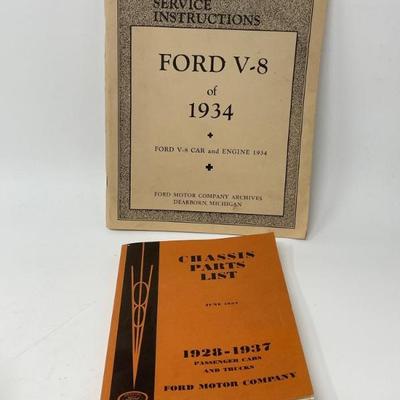 SERVICE
INSTRUCTIONS
FORD V-8
of
1934
FORD V-8 CAR and ENGINE 1934
FORD MOTOR COMPANY ARCHIVES
DEARBORN, MICHIGAN
CHASSIS
PARTS
LIST
JUNE
1928-1937
PASSENGER CARS
AND TRUCKS
FORD MOTOR COMPANY